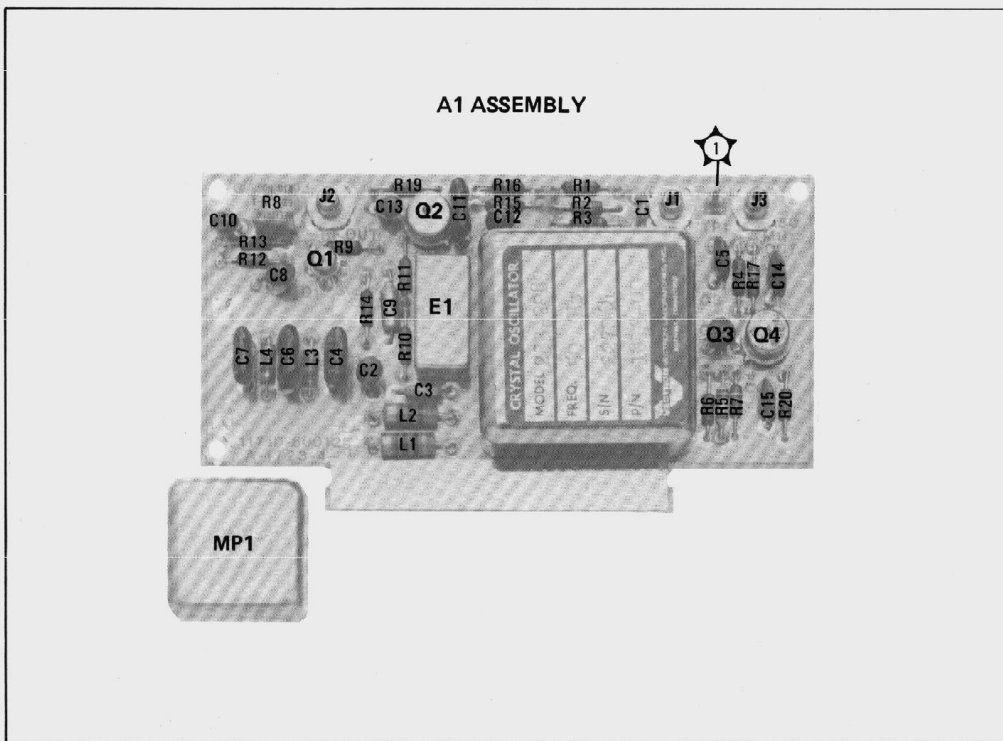 A1 ASSEMBLY
1
R8
J2
R19
C13
Q2
C11
R16
R15
C12
R1
R2
R3
C1
J1
J3
C10
R13
R12
C8
Q1
R9
R14
C9
R11
R10
E1
C5
R4
R17
C14
Q3
Q4
C7
L4
C6
L3
C4
C2
C3
L2
L1
R6
R5
R7
C15
R20
CRYSTAL OSCILLATOR
MODEL
FREQ.
S/N
P/N
MP1